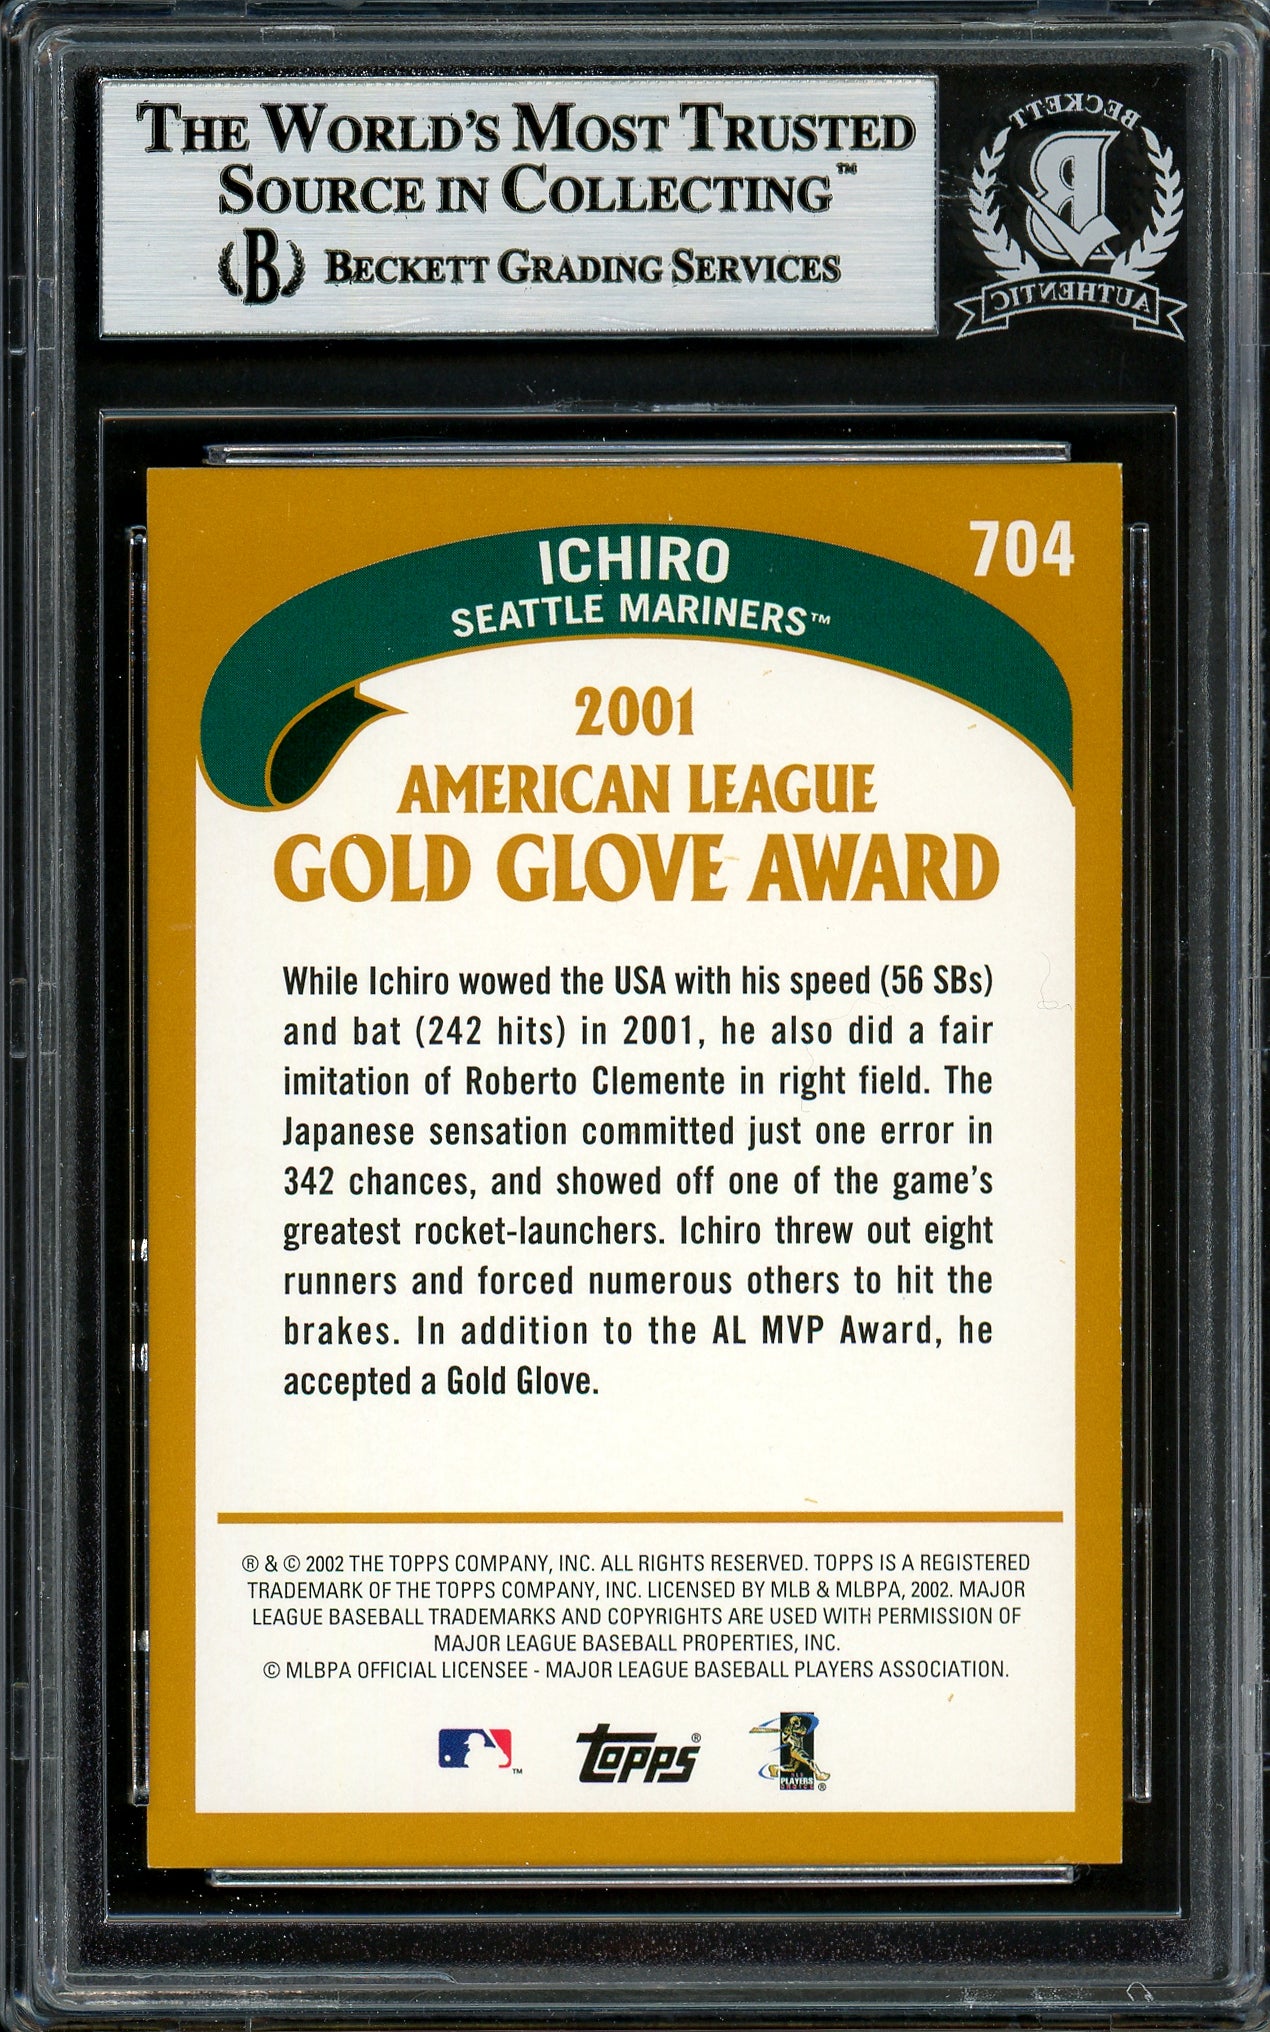 THE WORLD'S MOST TRUSTED
SOURCE IN COLLECTING™
B BECKETT GRADING SERVICES
BECKETT
B
AUTHENTIC
704
ICHIRO
SEATTLE MARINERS™
2001
AMERICAN LEAGUE
GOLD GLOVE AWARD
While Ichiro wowed the USA with his speed (56 SBs)
and bat (242 hits) in 2001, he also did a fair
imitation of Roberto Clemente in right field. The
Japanese sensation committed just one error in
342 chances, and showed off one of the game's
greatest rocket-launchers. Ichiro threw out eight
runners and forced numerous others to hit the
brakes. In addition to the AL MVP Award, he
accepted a Gold Glove.
® & © 2002 THE TOPPS COMPANY, INC. ALL RIGHTS RESERVED. TOPPS IS A REGISTERED
TRADEMARK OF THE TOPPS COMPANY, INC. LICENSED BY MLB & MLBPA, 2002. MAJOR
LEAGUE BASEBALL TRADEMARKS AND COPYRIGHTS ARE USED WITH PERMISSION OF
MAJOR LEAGUE BASEBALL PROPERTIES, INC.
© MLBPA OFFICIAL LICENSEE - MAJOR LEAGUE BASEBALL PLAYERS ASSOCIATION.
™ TOPPS® PLAYERS CHOICE ®